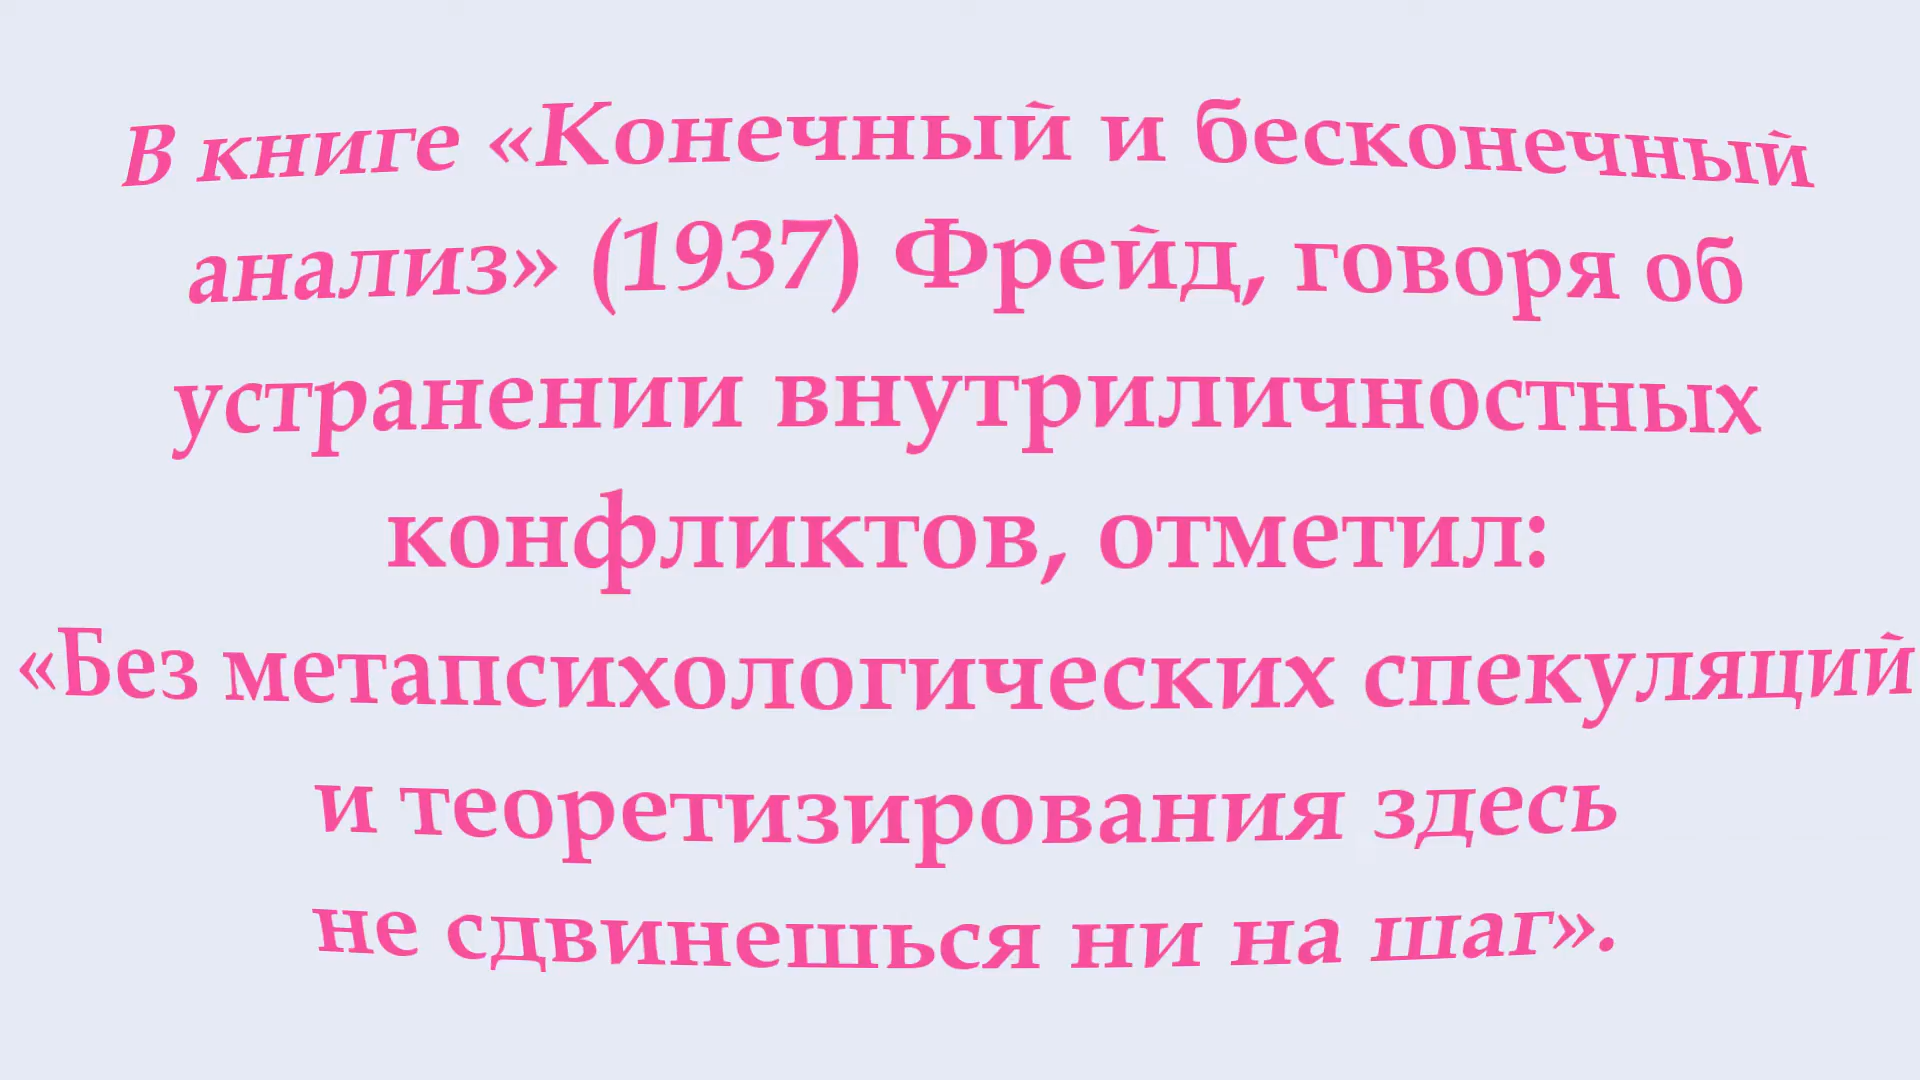 В книге «Конечный и бесконечный
анализ» (1937) Фрейд, говоря об
устранении внутриличностных
конфликтов, отметил:
«Без метапсихологических спекуляций
и теоретизирования здесь
не сдвинешься ни на шаг».